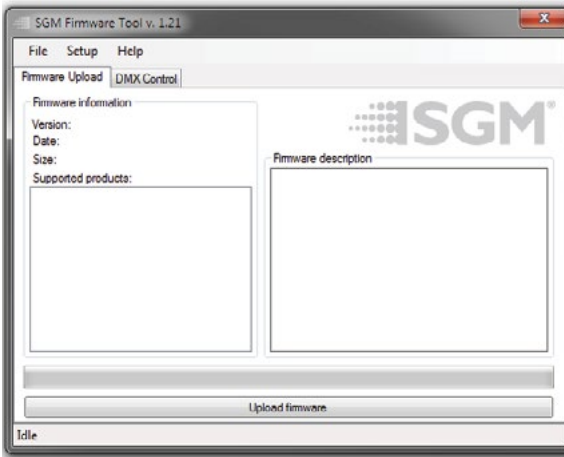 SGM Firmware Tool v. 1.21
X
File Setup Help
Firmware Upload DMX Control
Firmware information
Version:
Date:
Size:
Supported products:
SGM®
Firmware description
Upload firmware
Idle